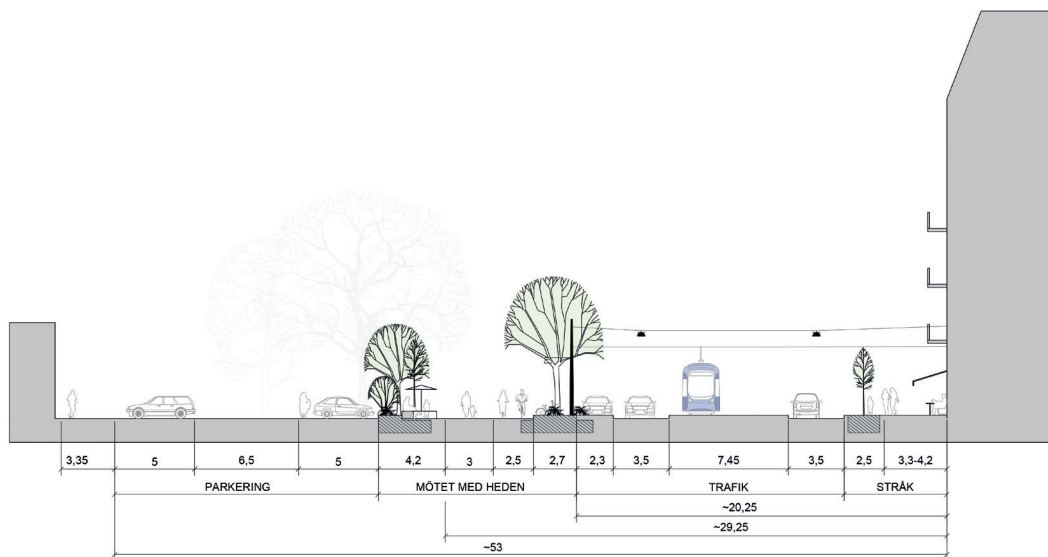 3,35 5 6,5 5 4,2 3 2,5 2,7 2,3 3,5 7,45 3,5 2,5 3,3-4,2
PARKERING MÖTET MED HEDEN TRAFIK STRÅK
~20,25
~29,25
~53